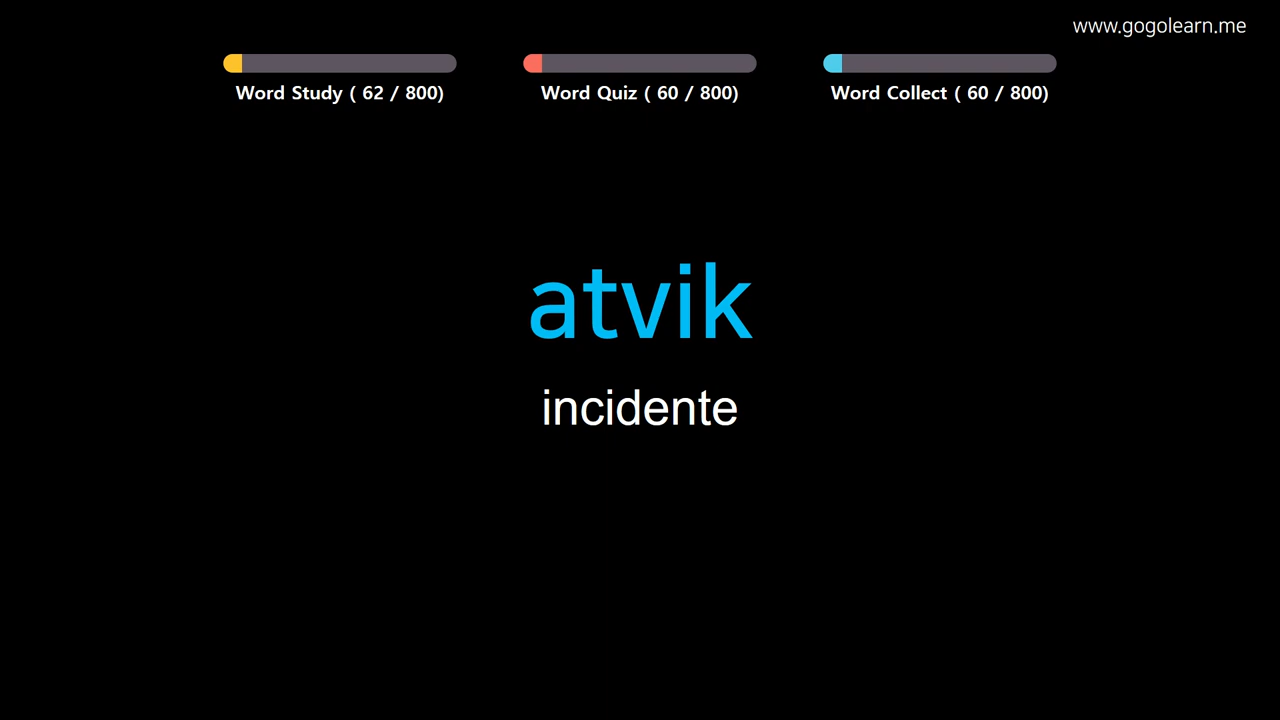 www.gogolearn.me
Word Study ( 62 / 800)
Word Quiz ( 60 / 800)
Word Collect ( 60 / 800)
atvik
incidente